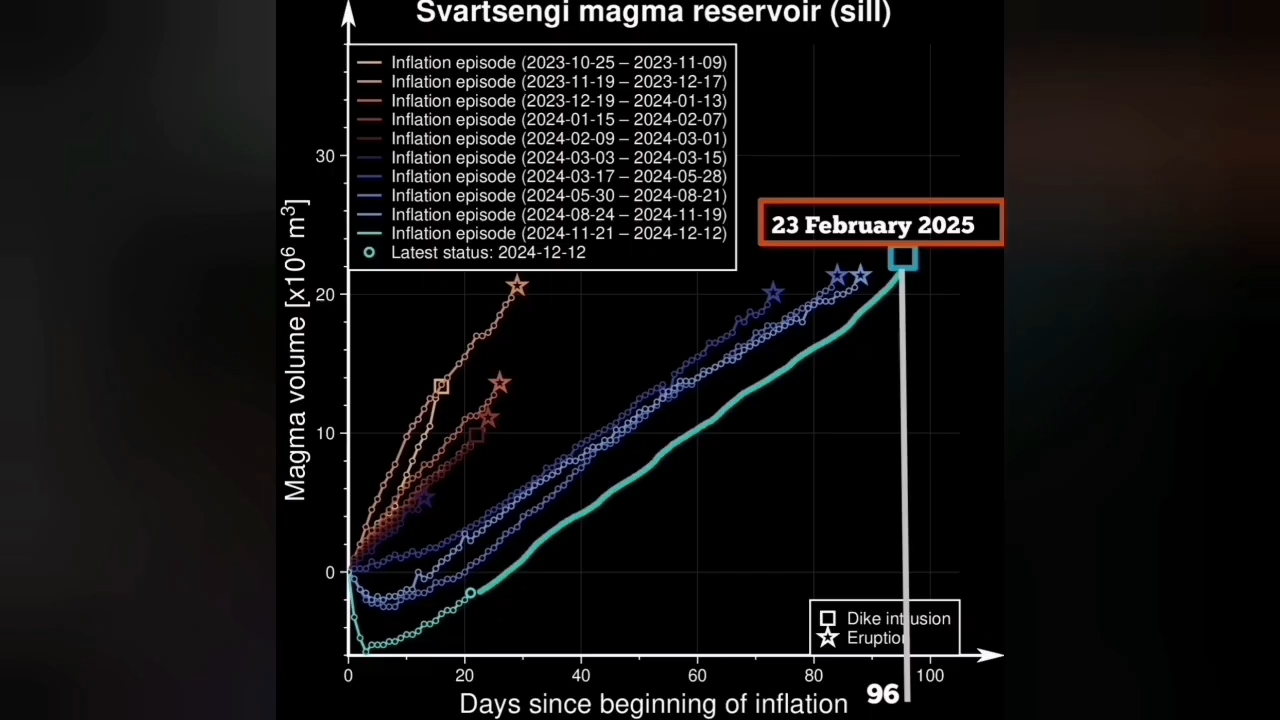 Svartsengi magma reservoir (sill)
Inflation episode (2023-10-25 – 2023-11-09)
Inflation episode (2023-11-19 – 2023-12-17)
Inflation episode (2023-12-19 – 2024-01-13)
Inflation episode (2024-01-15 – 2024-02-07)
Inflation episode (2024-02-09 – 2024-03-01)
Inflation episode (2024-03-03 – 2024-03-15)
Inflation episode (2024-03-17 – 2024-05-28)
Inflation episode (2024-05-30 – 2024-08-21)
Inflation episode (2024-08-24 – 2024-11-19)
Inflation episode (2024-11-21 – 2024-12-12)
Latest status: 2024-12-12
23 February 2025
Magma volume [x10⁶ m³]
30
20
10
0
Dike intrusion
Eruption
0 20 40 60 80 100
Days since beginning of inflation
96